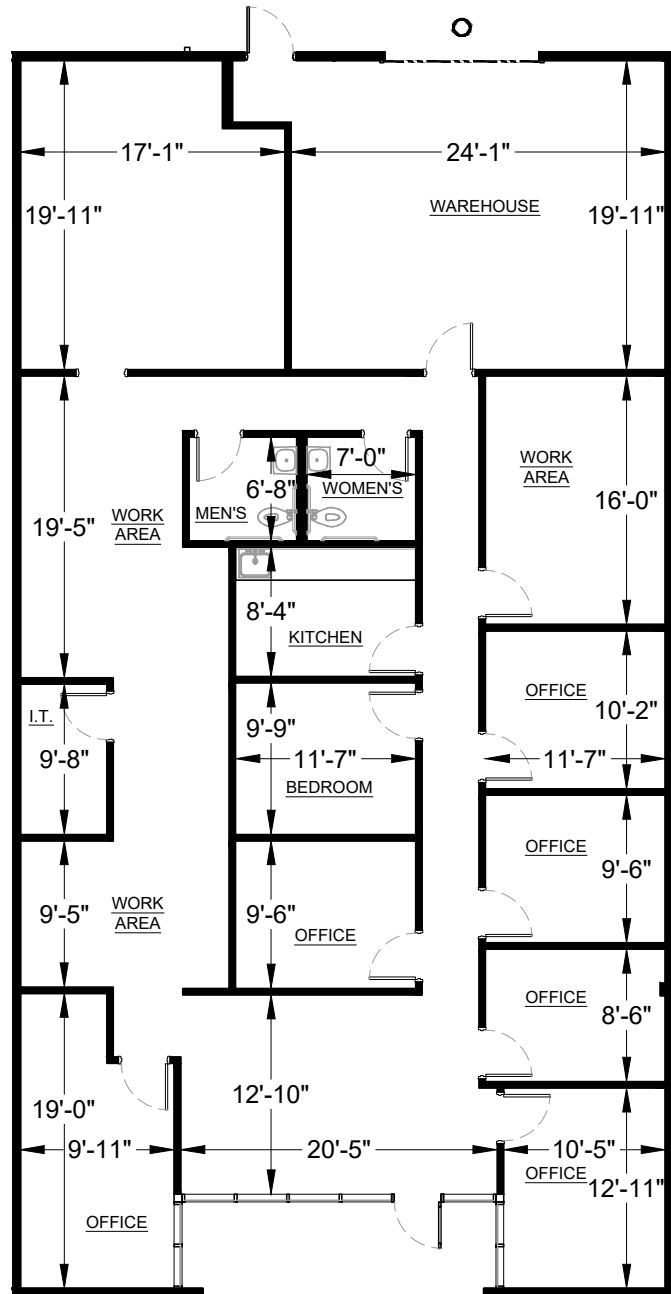 17'-1"
24'-1"
19'-11"
WAREHOUSE
19'-11"
WORK
AREA
16'-0"
7'-0"
WOMEN'S
6'-8"
MEN'S
19'-5"
WORK
AREA
8'-4"
KITCHEN
OFFICE
10'-2"
11'-7"
I.T.
9'-8"
9'-9"
11'-7"
BEDROOM
OFFICE
9'-6"
9'-5"
WORK
AREA
9'-6"
OFFICE
OFFICE
8'-6"
19'-0"
9'-11"
OFFICE
12'-10"
20'-5"
10'-5"
OFFICE
12'-11"